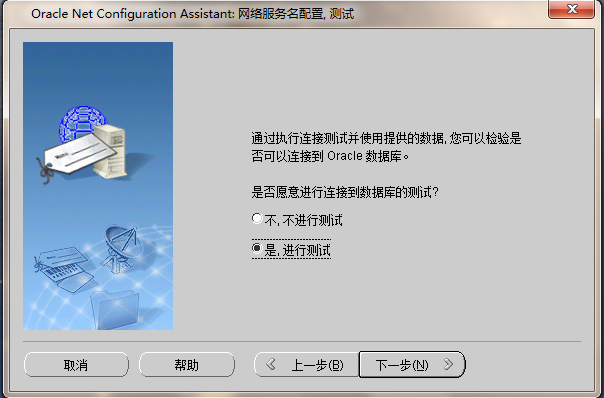 Oracle Net Configuration Assistant: 网络服务名配置, 测试
通过执行连接测试并使用提供的数据, 您可以检验是
否可以连接到 Oracle 数据库。
是否愿意进行连接到数据库的测试?
不, 不进行测试
是, 进行测试
取消 帮助 上一步(B) 下一步(N)